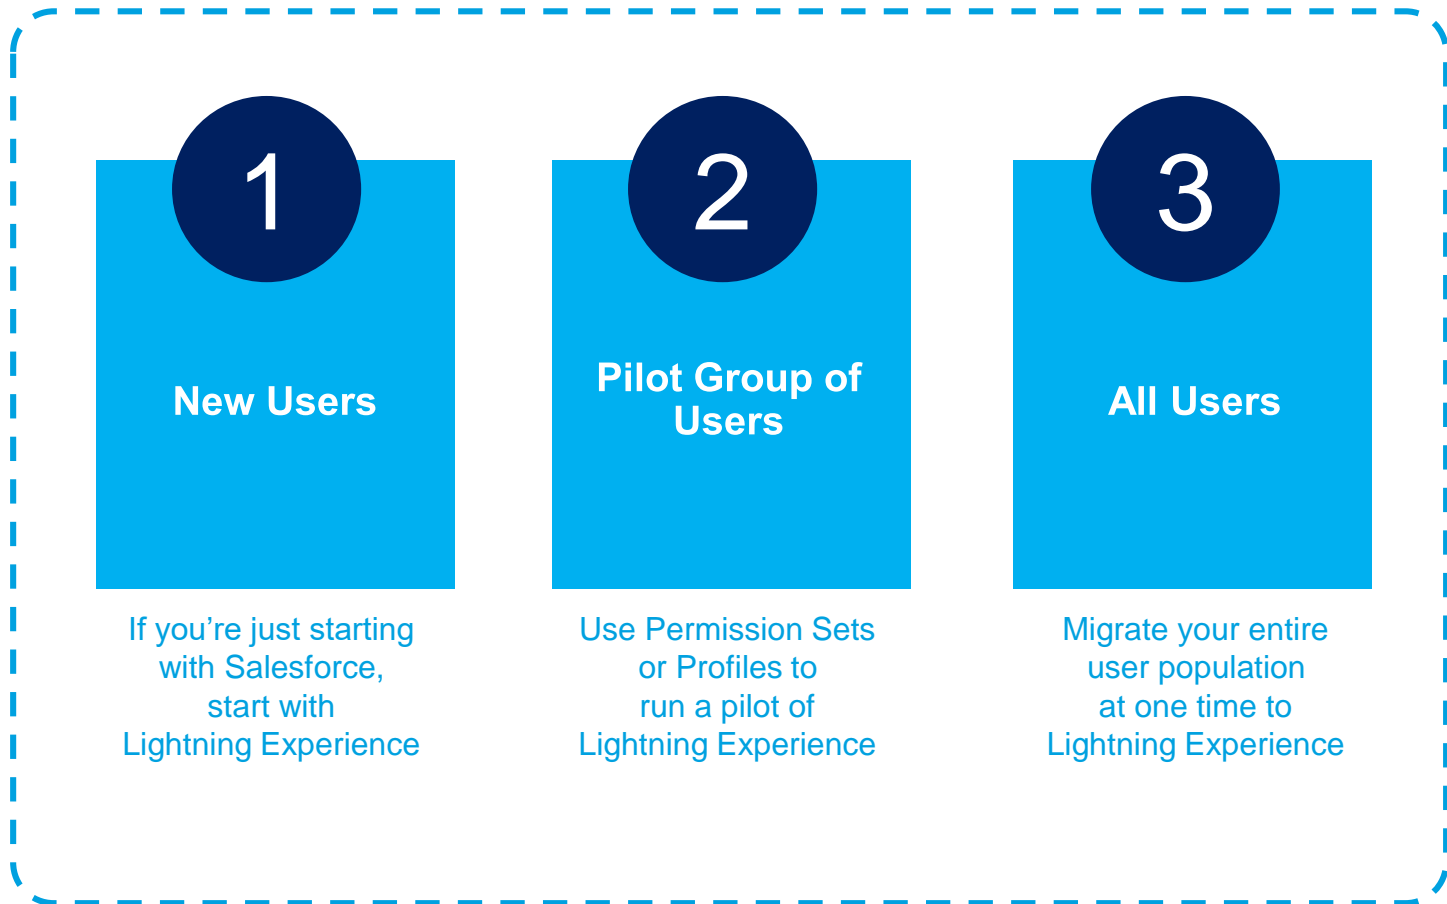 1
New Users
If you’re just starting
with Salesforce,
start with
Lightning Experience
2
Pilot Group of
Users
Use Permission Sets
or Profiles to
run a pilot of
Lightning Experience
3
All Users
Migrate your entire
user population
at one time to
Lightning Experience